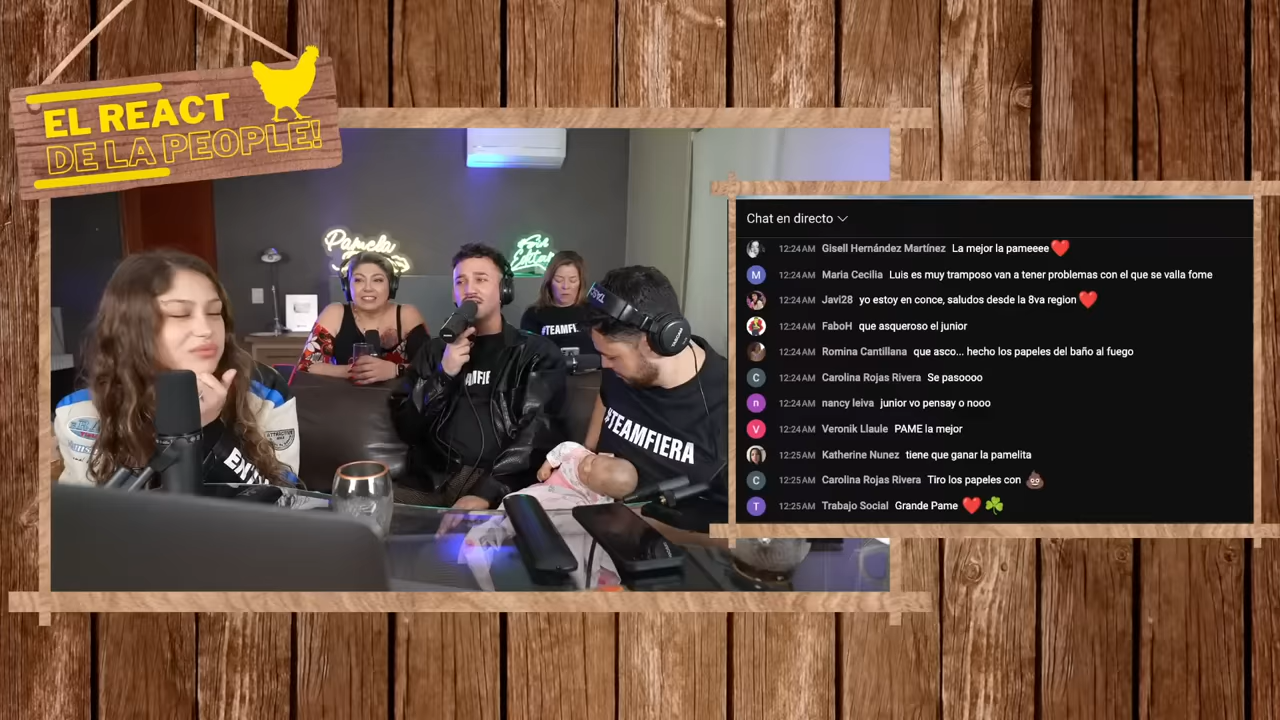 EL REACT
DE LA PEOPLE!
Pamela
#TEAMFI
AMFIE
#TEAMFIERA
Chat en directo
12:24 AM Gisell Hernández Martínez La mejor la pameeee❤️
M 12:24 AM Maria Cecilia Luis es muy tramposo van a tener problemas con el que se valla fome
12:24 AM Javi28 yo estoy en conce, saludos desde la 8va region❤️
12:24 AM FaboH que asqueroso el junior
12:24 AM Romina Cantillana que asco... hecho los papeles del baño al fuego
C 12:24 AM Carolina Rojas Rivera Se pasoooo
n 12:24 AM nancy leiva junior vo pensay o nooo
V 12:24 AM Veronik Llaule PAME la mejor
12:25 AM Katherine Nunez tiene que ganar la pamelita
C 12:25 AM Carolina Rojas Rivera Tiro los papeles con 💩
T 12:25 AM Trabajo Social Grande Pame ❤️ ☘️